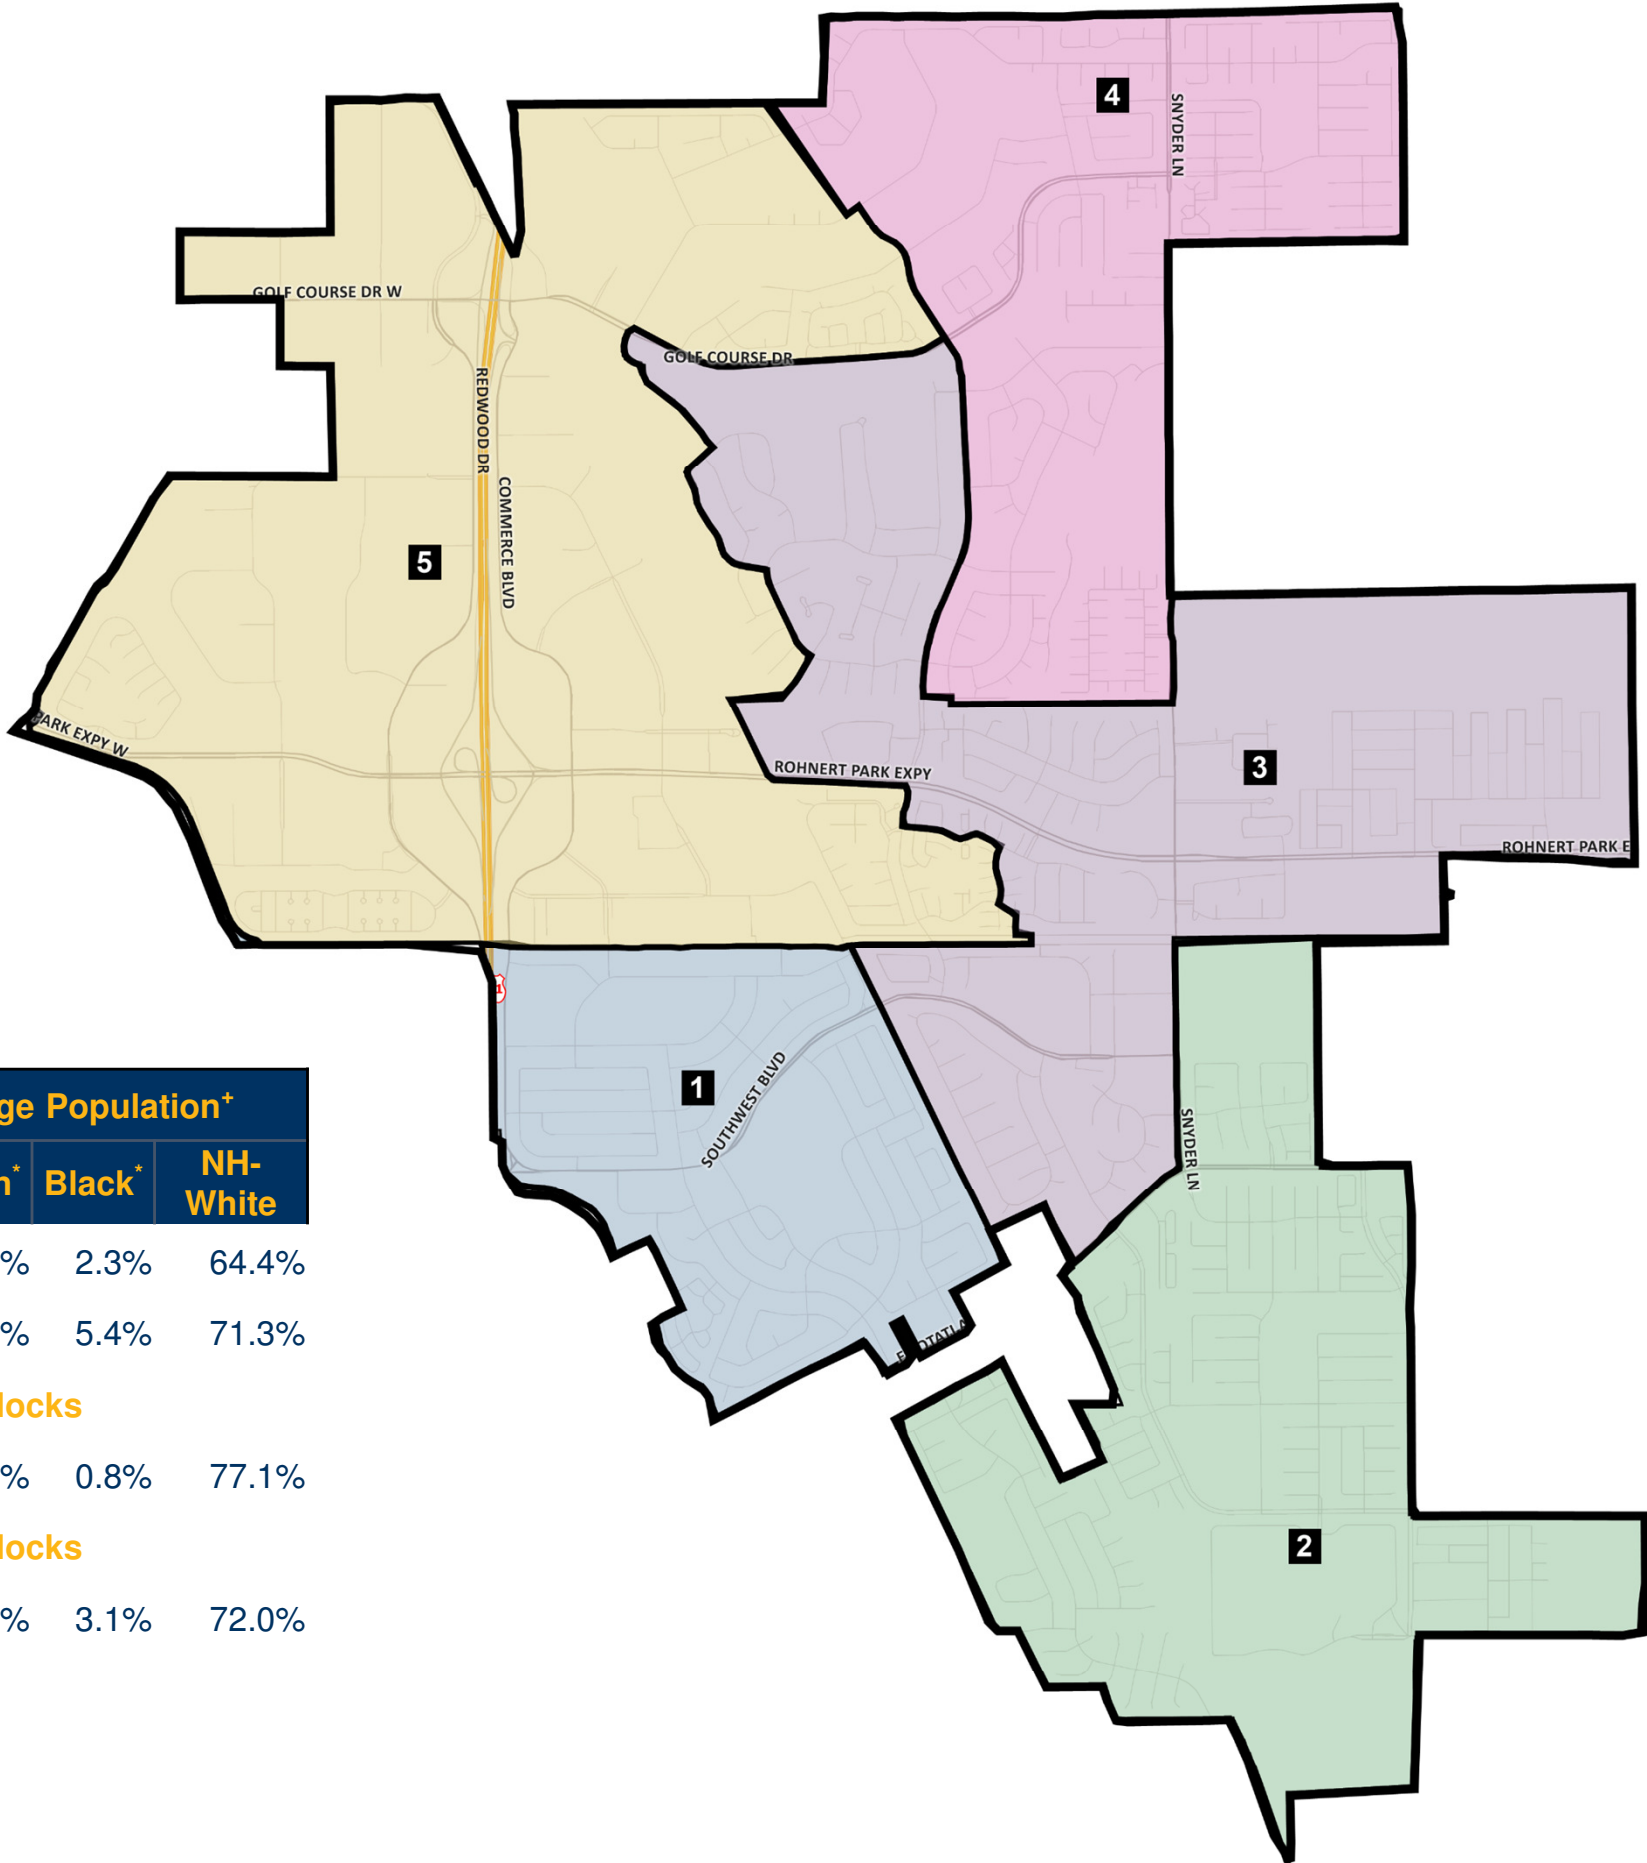 4
SNYDER LN
GOLF COURSE DR W
GOLF COURSE DR
REDWOOD DR
COMMERCE BLVD
5
PARK EXPY W
ROHNERT PARK EXPY
3
ROHNERT PARK E
1
SOUTHWEST BLVD
SNYDER LN
2
ge Population+
n* Black* NH-
White
% 2.3% 64.4%
% 5.4% 71.3%
locks
% 0.8% 77.1%
locks
% 3.1% 72.0%